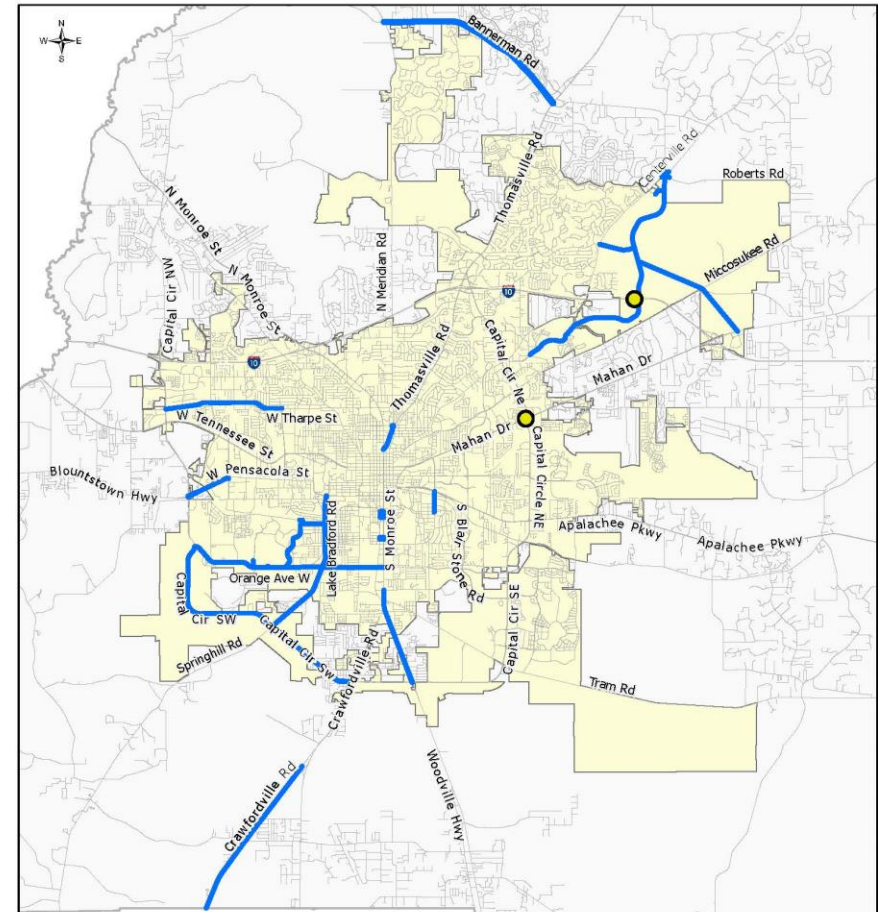 N
W E
S
Bannerman Rd
Thomasville Rd
Centerville Rd
Roberts Rd
N Monroe St
N Meridian Rd
Miccosukee Rd
Capital Cir NW
N Monroe St
10
10
Thomasville Rd
Capital Cir Ne
Mahan Dr
W Tharpe St
W Tennessee St
Mahan Dr
Capital Circle NE
W Pensacola St
Blountstown Hwy
Lake Bradford Rd
S Monroe St
S Blair Stone Rd
Apalachee Pkwy
Apalachee Pkwy
Orange Ave W
Capital
Cir SW
Capital Cir SE
Springhill Rd
Capital Cir Sw
Crawfordville Rd
Tram Rd
Woodville Hwy
Crawfordville Rd